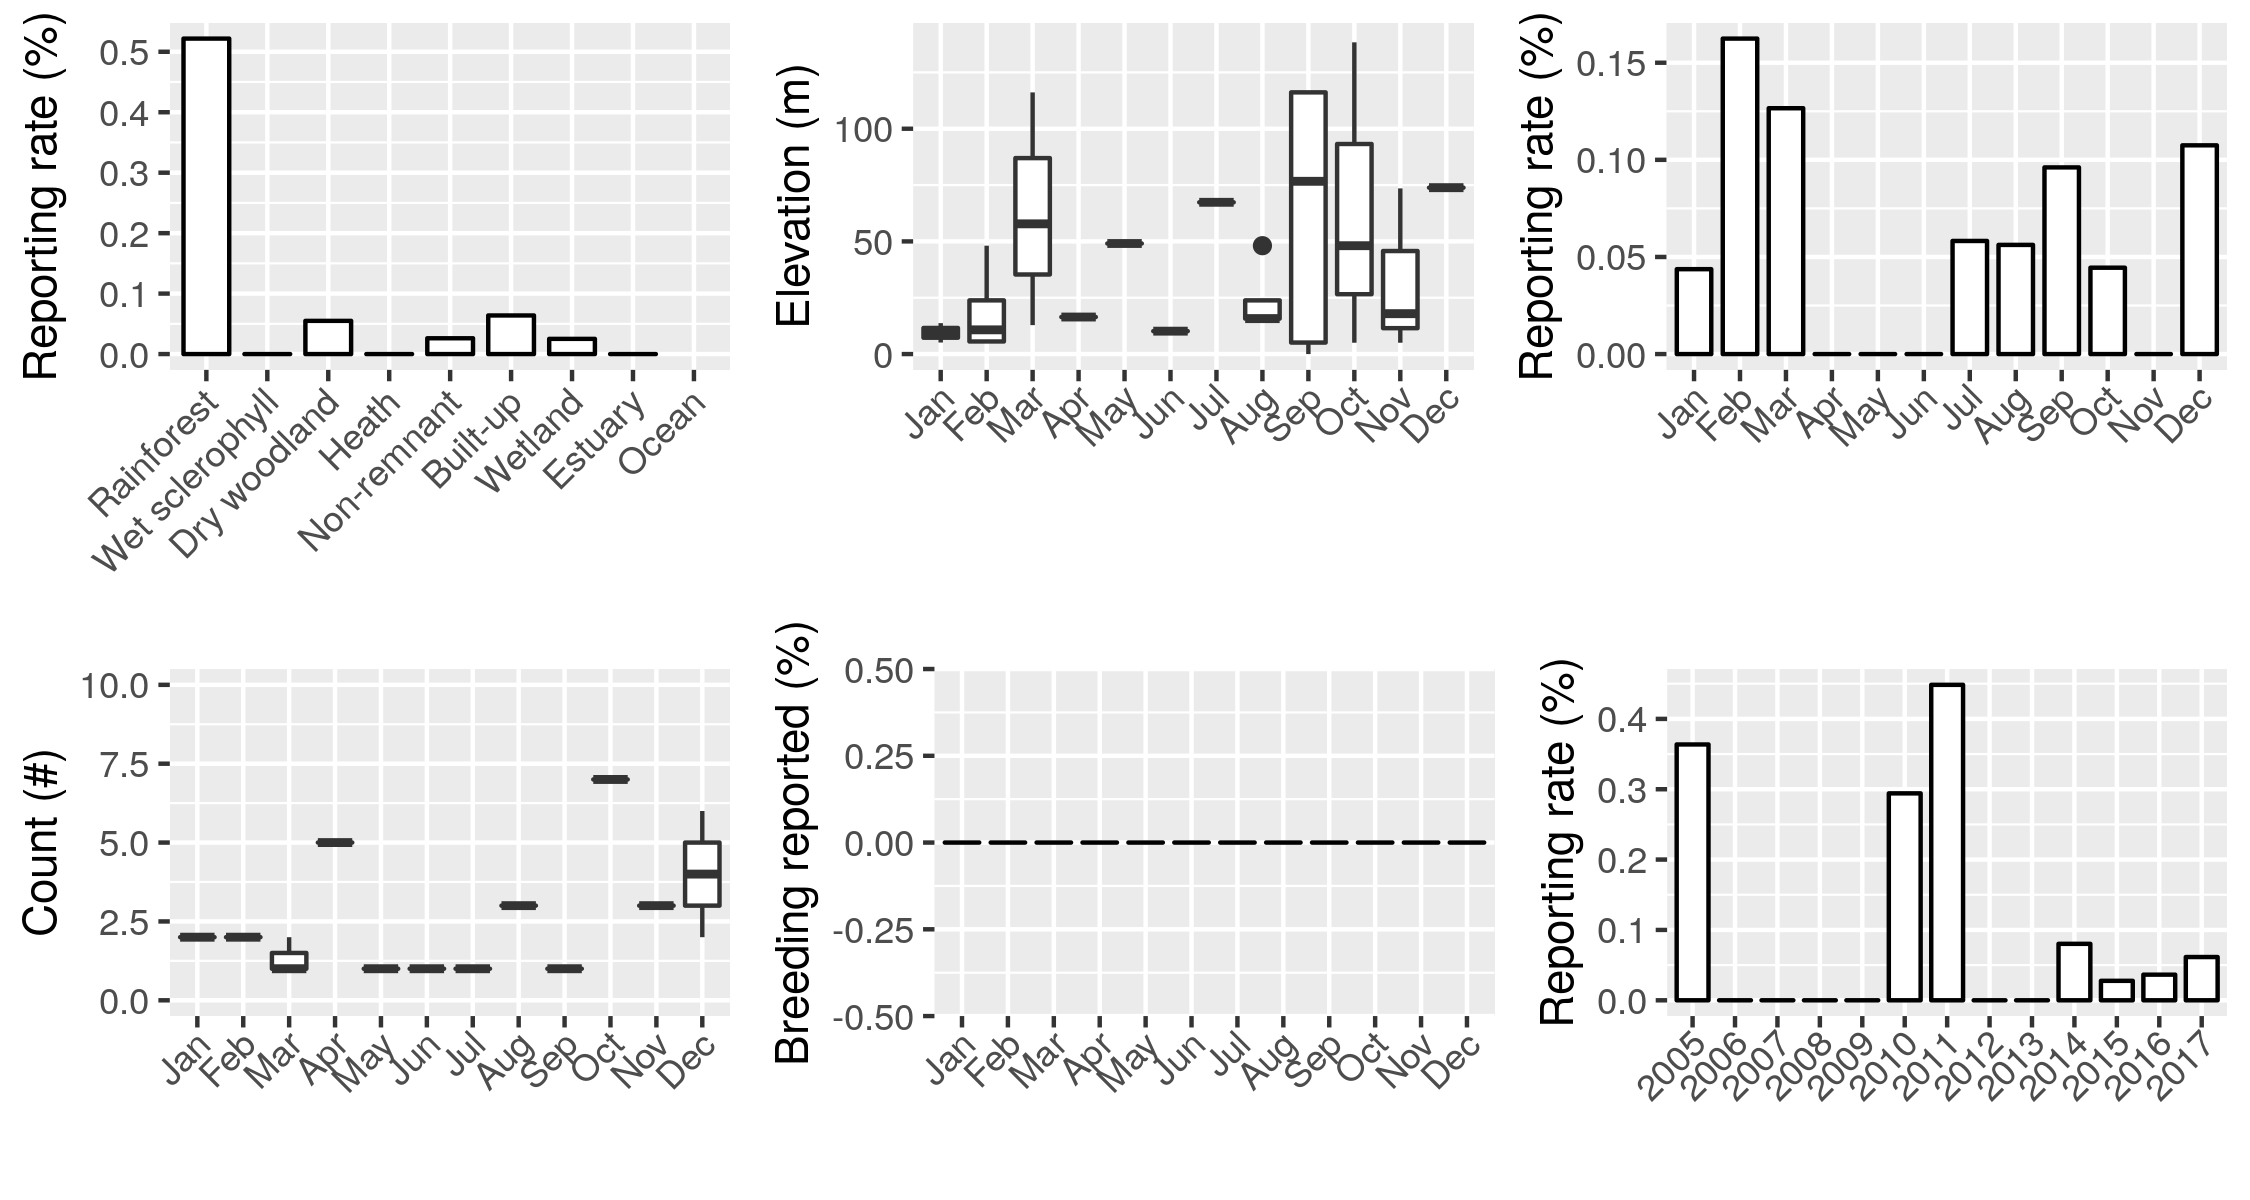 Reporting rate (%)
0.5
0.4
0.3
0.2
0.1
0.0
Rainforest
Wet sclerophyll
Dry woodland
Heath
Non-remnant
Built-up
Wetland
Estuary
Ocean
Elevation (m)
100
50
0
Jan
Feb
Mar
Apr
May
Jun
Jul
Aug
Sep
Oct
Nov
Dec
Reporting rate (%)
0.15
0.10
0.05
0.00
Jan
Feb
Mar
Apr
May
Jun
Jul
Aug
Sep
Oct
Nov
Dec
Count (#)
10.0
7.5
5.0
2.5
0.0
Jan
Feb
Mar
Apr
May
Jun
Jul
Aug
Sep
Oct
Nov
Dec
Breeding reported (%)
0.50
0.25
0.00
-0.25
-0.50
Jan
Feb
Mar
Apr
May
Jun
Jul
Aug
Sep
Oct
Nov
Dec
Reporting rate (%)
0.4
0.3
0.2
0.1
0.0
2005
2006
2007
2008
2009
2010
2011
2012
2013
2014
2015
2016
2017